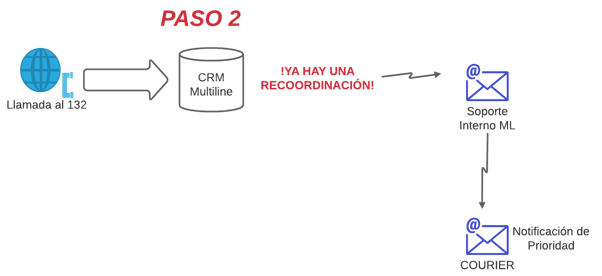 PASO 2
Llamada al 132
CRM
Multiline
!YA HAY UNA
RECOORDINACIÓN!
@
Soporte
Interno ML
@
Notificación de
Prioridad
COURIER